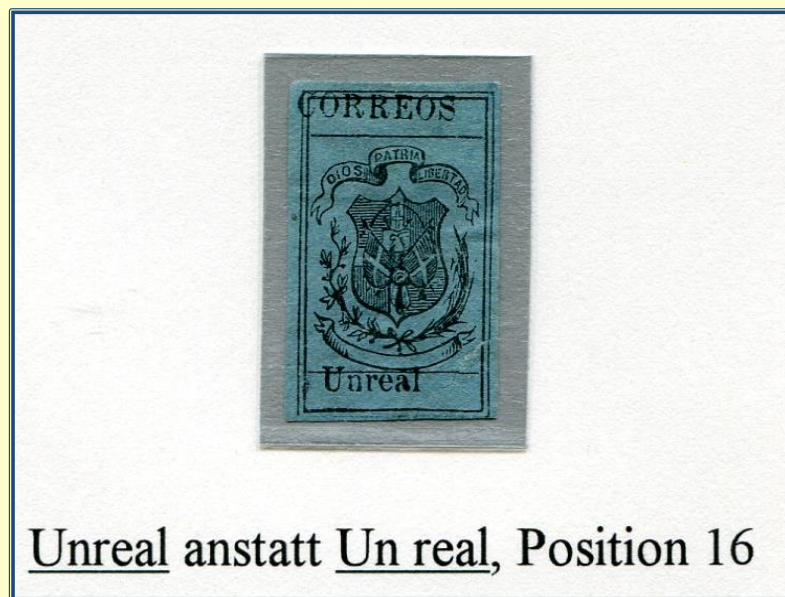 CORREOS
DIOS PATRIA LIBERTAD
Unreal
Unreal anstatt Un real, Position 16